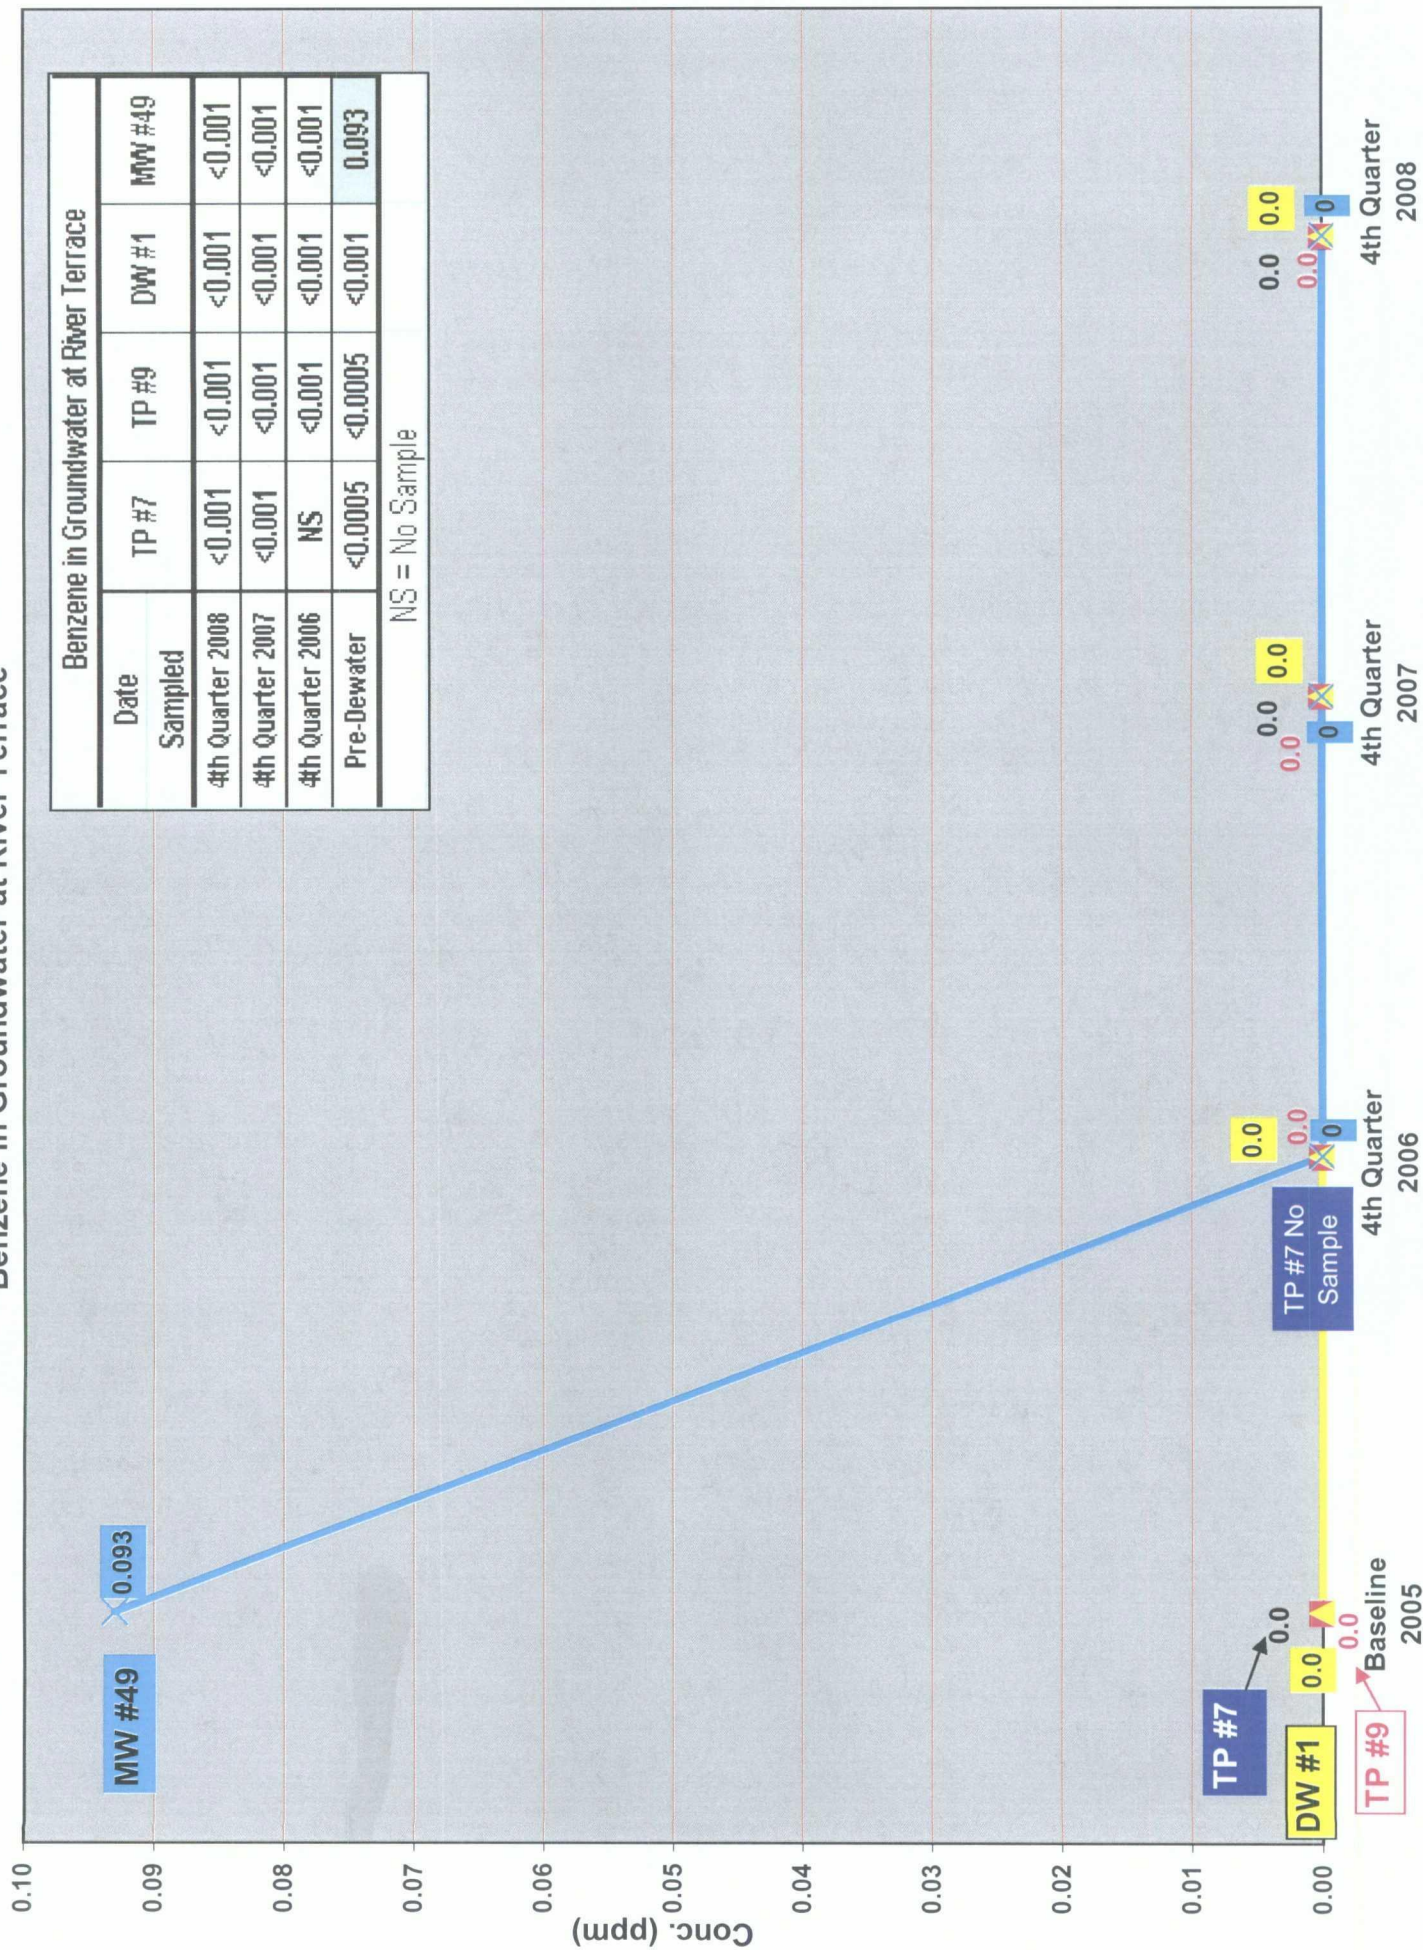 Benzene in Groundwater at River Terrace
Conc. (ppm)
0.10
0.09
0.08
0.07
0.06
0.05
0.04
0.03
0.02
0.01
0.00
Benzene in Groundwater at River Terrace
Date Sampled TP #7 TP #9 DW #1 MW #49
4th Quarter 2008 <0.001 <0.001 <0.001 <0.001
4th Quarter 2007 <0.001 <0.001 <0.001 <0.001
4th Quarter 2006 NS <0.001 <0.001 <0.001
Pre-Dewater <0.0005 <0.0005 <0.001 0.093
NS = No Sample
MW #49
0.093
TP #7
0.0
DW #1
0.0
TP #9
0.0
TP #7 No
Sample
0.0
0.0
0
0.0
0.0
0.0
0
0.0
0.0
0.0
0
Baseline
2005
4th Quarter
2006
4th Quarter
2007
4th Quarter
2008